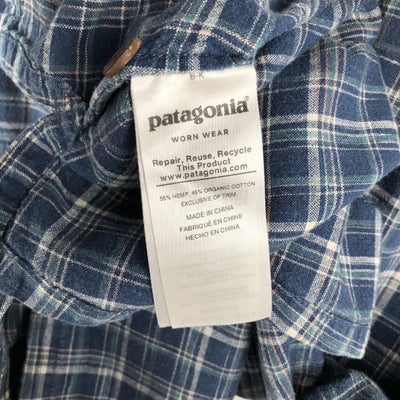 B-K
patagonia®
WORN WEAR
Repair, Reuse, Recycle
This Product
www.patagonia.com
55% HEMP, 45% ORGANIC COTTON
EXCLUSIVE OF TRIM
MADE IN CHINA
FABRIQUÉ EN CHINE
HECHO EN CHINA